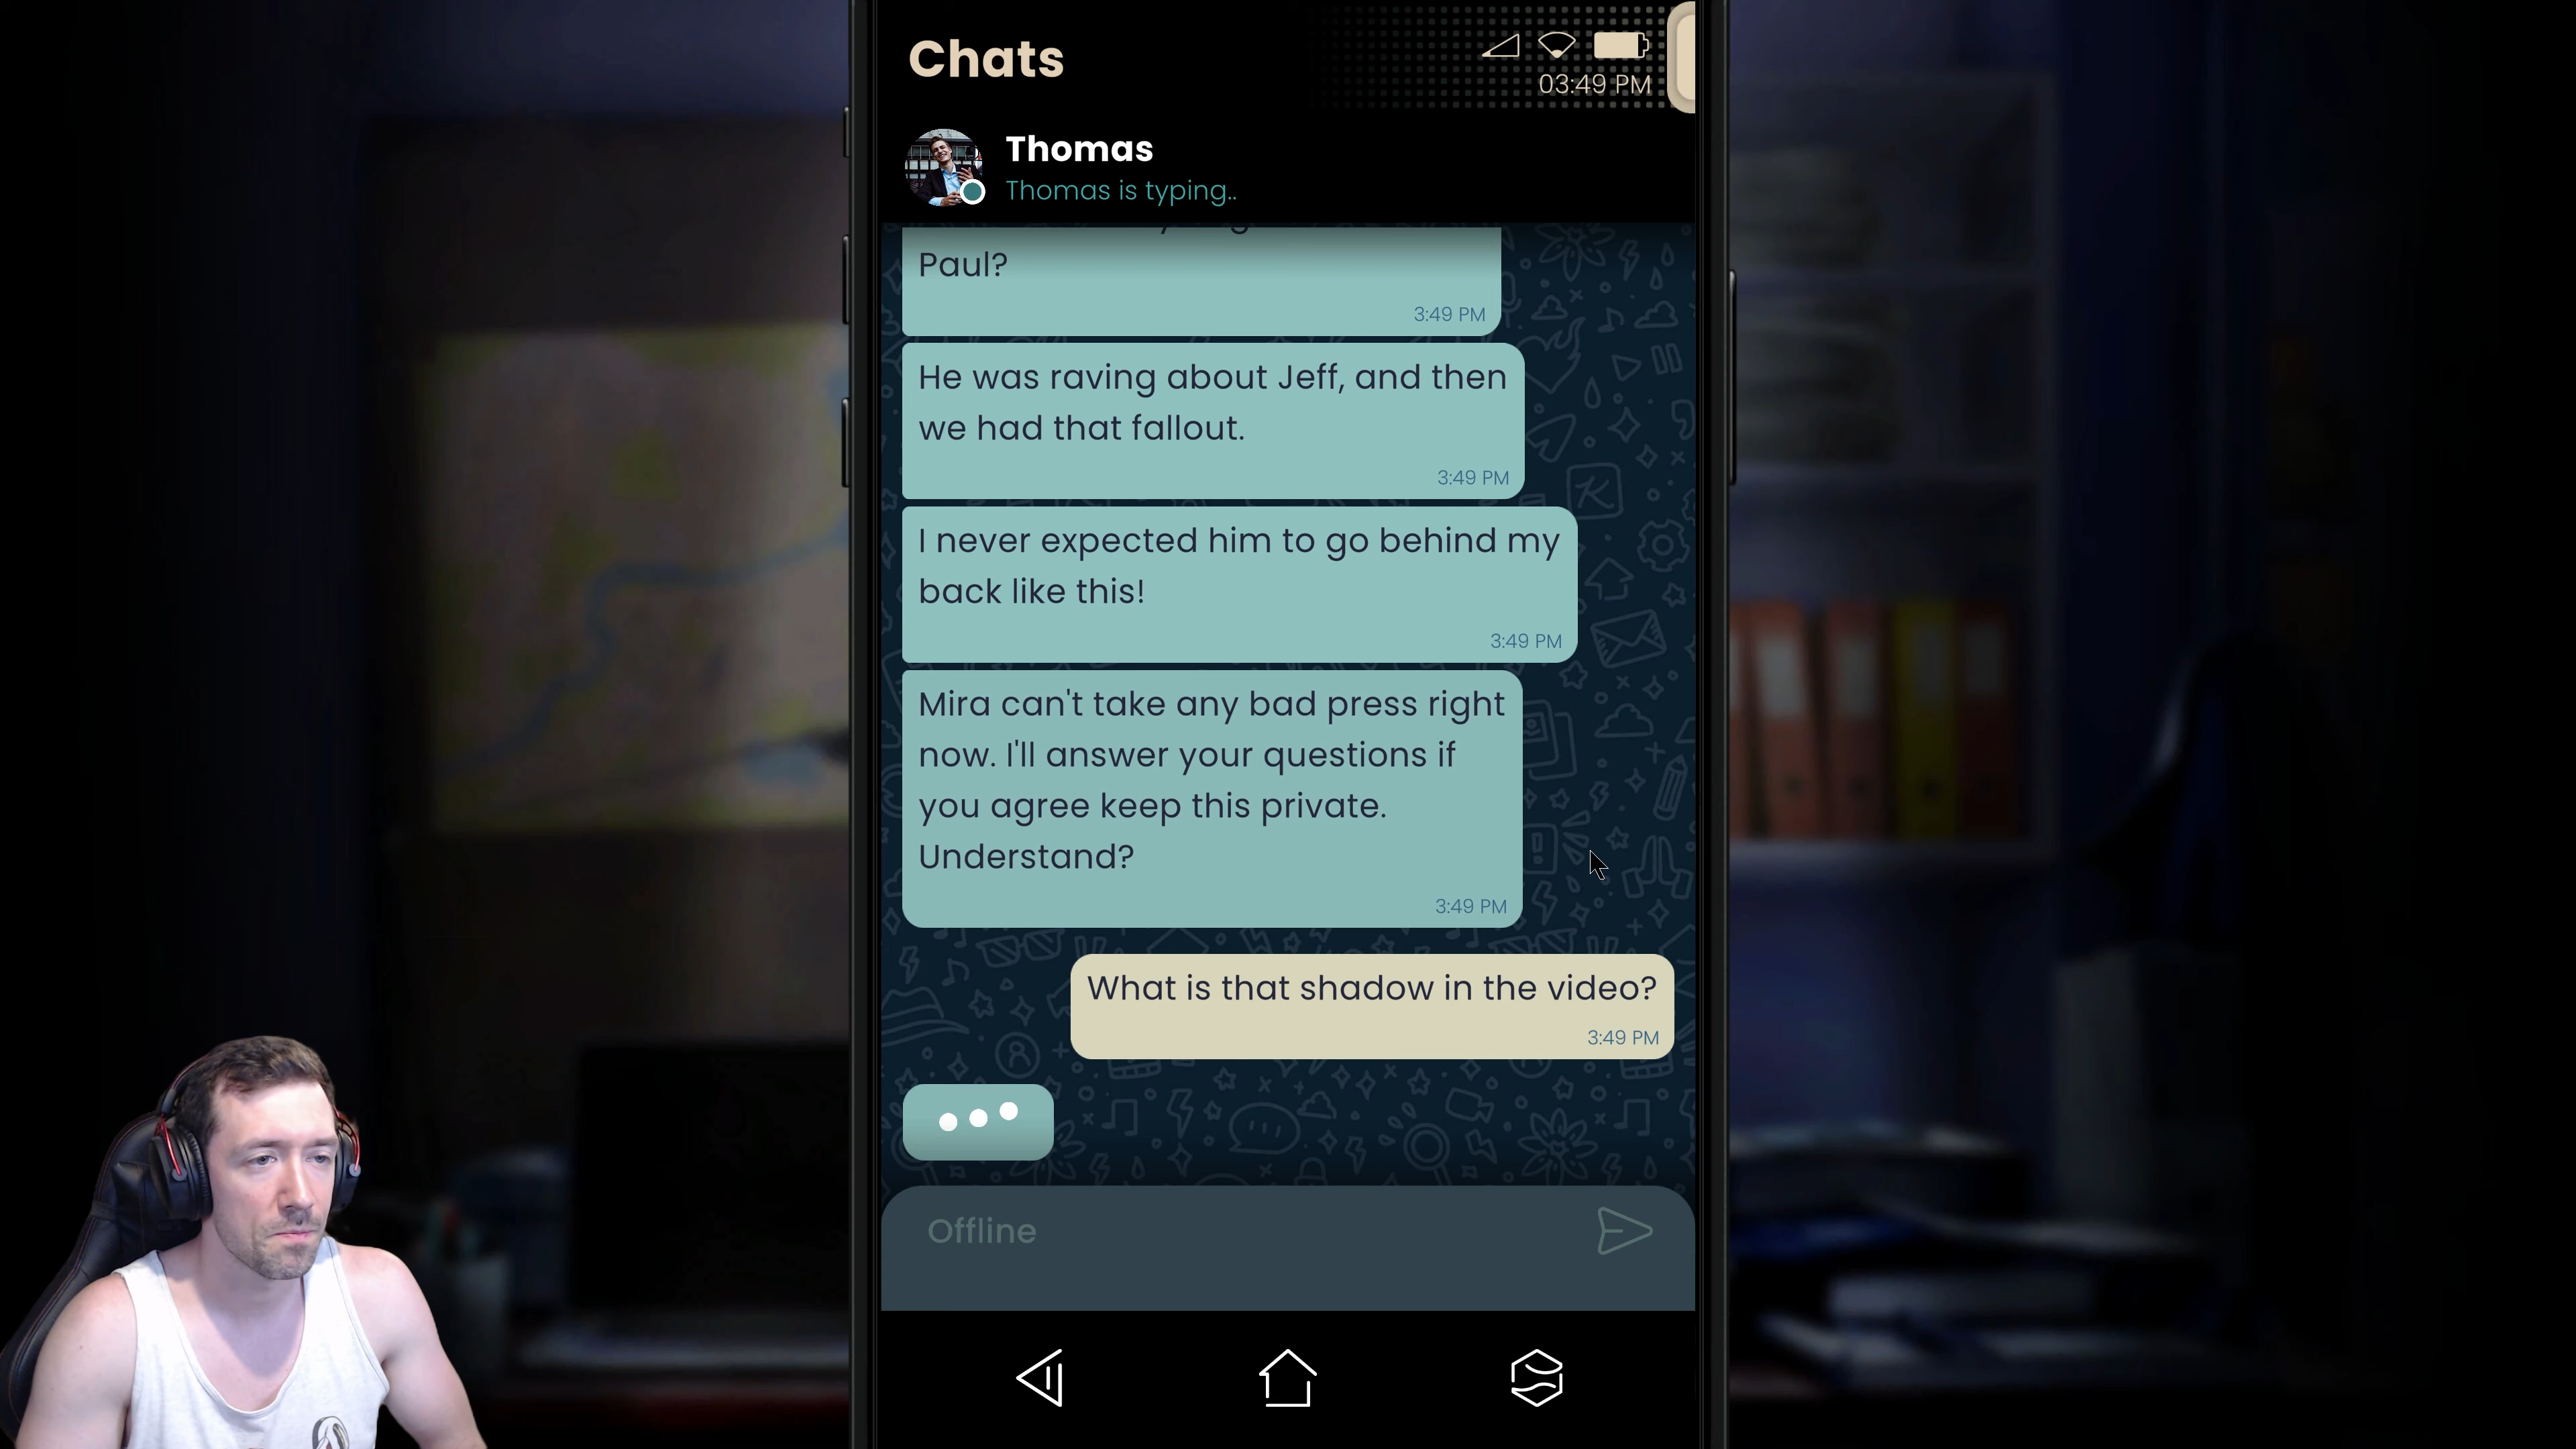 Chats
03:49 PM
Thomas
Thomas is typing..
Paul?
3:49 PM
He was raving about Jeff, and then
we had that fallout.
3:49 PM
I never expected him to go behind my
back like this!
3:49 PM
Mira can't take any bad press right
now. I'll answer your questions if
you agree keep this private.
Understand?
3:49 PM
What is that shadow in the video?
3:49 PM
Offline